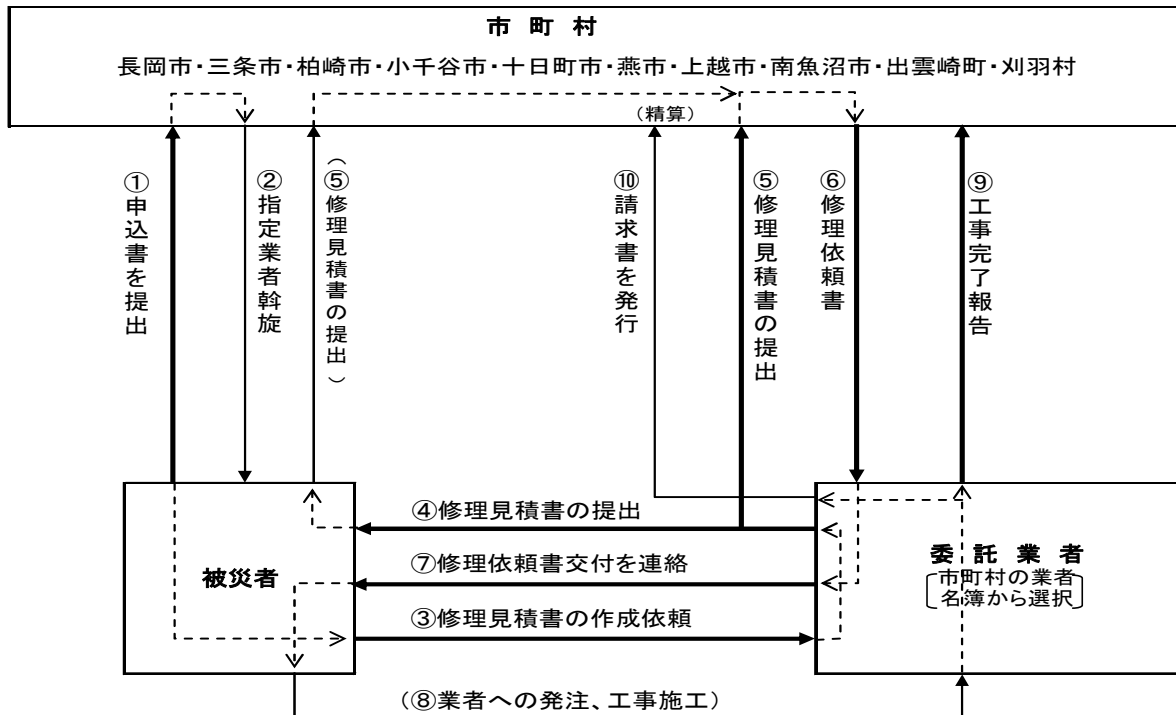 市 町 村
長岡市・三条市・柏崎市・小千谷市・十日町市・燕市・上越市・南魚沼市・出雲崎町・刈羽村
（精算）
①申込書を提出
②指定業者斡旋
（⑤修理見積書の提出）
⑩請求書を発行
⑤修理見積書の提出
⑥修理依頼書
⑨工事完了報告
④修理見積書の提出
⑦修理依頼書交付を連絡
③修理見積書の作成依頼
被災者
委 託 業 者
市町村の業者
名簿から選択
（⑧業者への発注、工事施工）